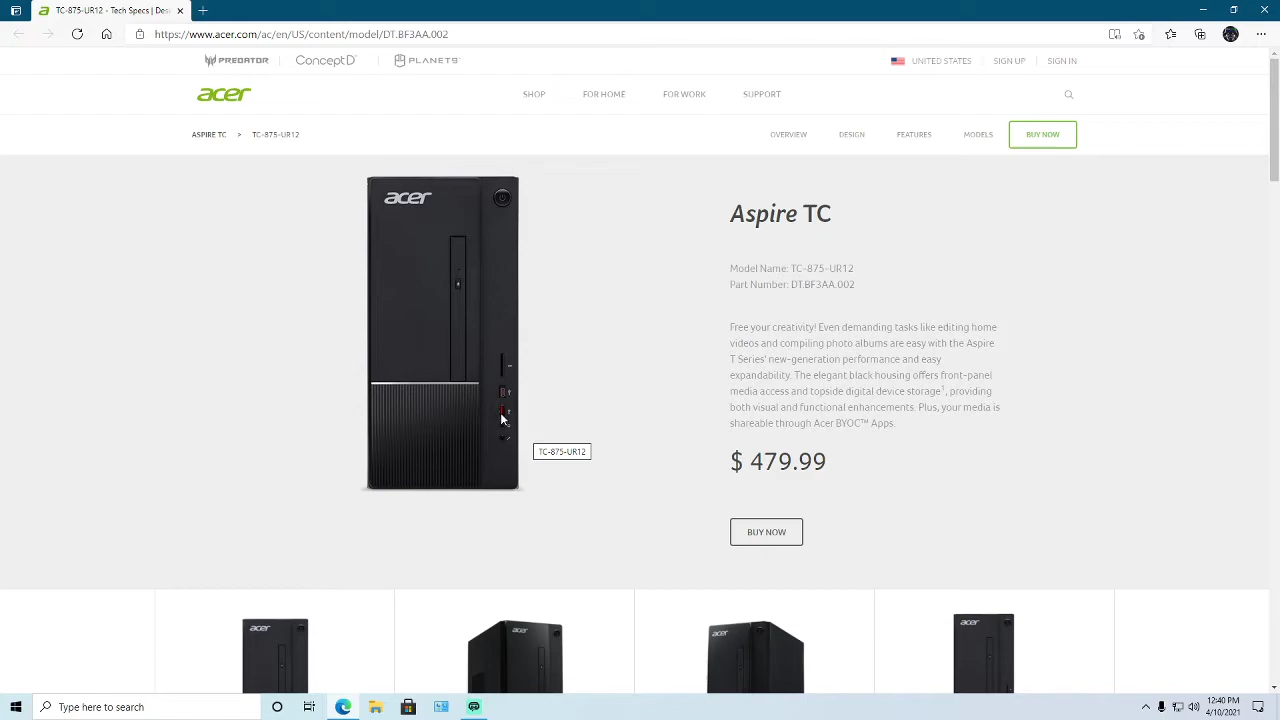 TC-875-UR12 - Tech Specs | Des
https://www.acer.com/ac/en/US/content/model/DT.BF3AA.002
PREDATOR
ConceptD
PLANET9
UNITED STATES
SIGN UP
SIGN IN
acer
SHOP
FOR HOME
FOR WORK
SUPPORT
ASPIRE TC > TC-875-UR12
OVERVIEW
DESIGN
FEATURES
MODELS
BUY NOW
acer
Aspire TC
Model Name: TC-875-UR12
Part Number: DT.BF3AA.002
Free your creativity! Even demanding tasks like editing home
videos and compiling photo albums are easy with the Aspire
T Series' new-generation performance and easy
expandability. The elegant black housing offers front-panel
media access and topside digital device storage1, providing
both visual and functional enhancements. Plus, your media is
shareable through Acer BYOC™ Apps.
TC-875-UR12
$ 479.99
BUY NOW
acer
acer
acer
acer
Type here to search
12:40 PM
4/10/2021